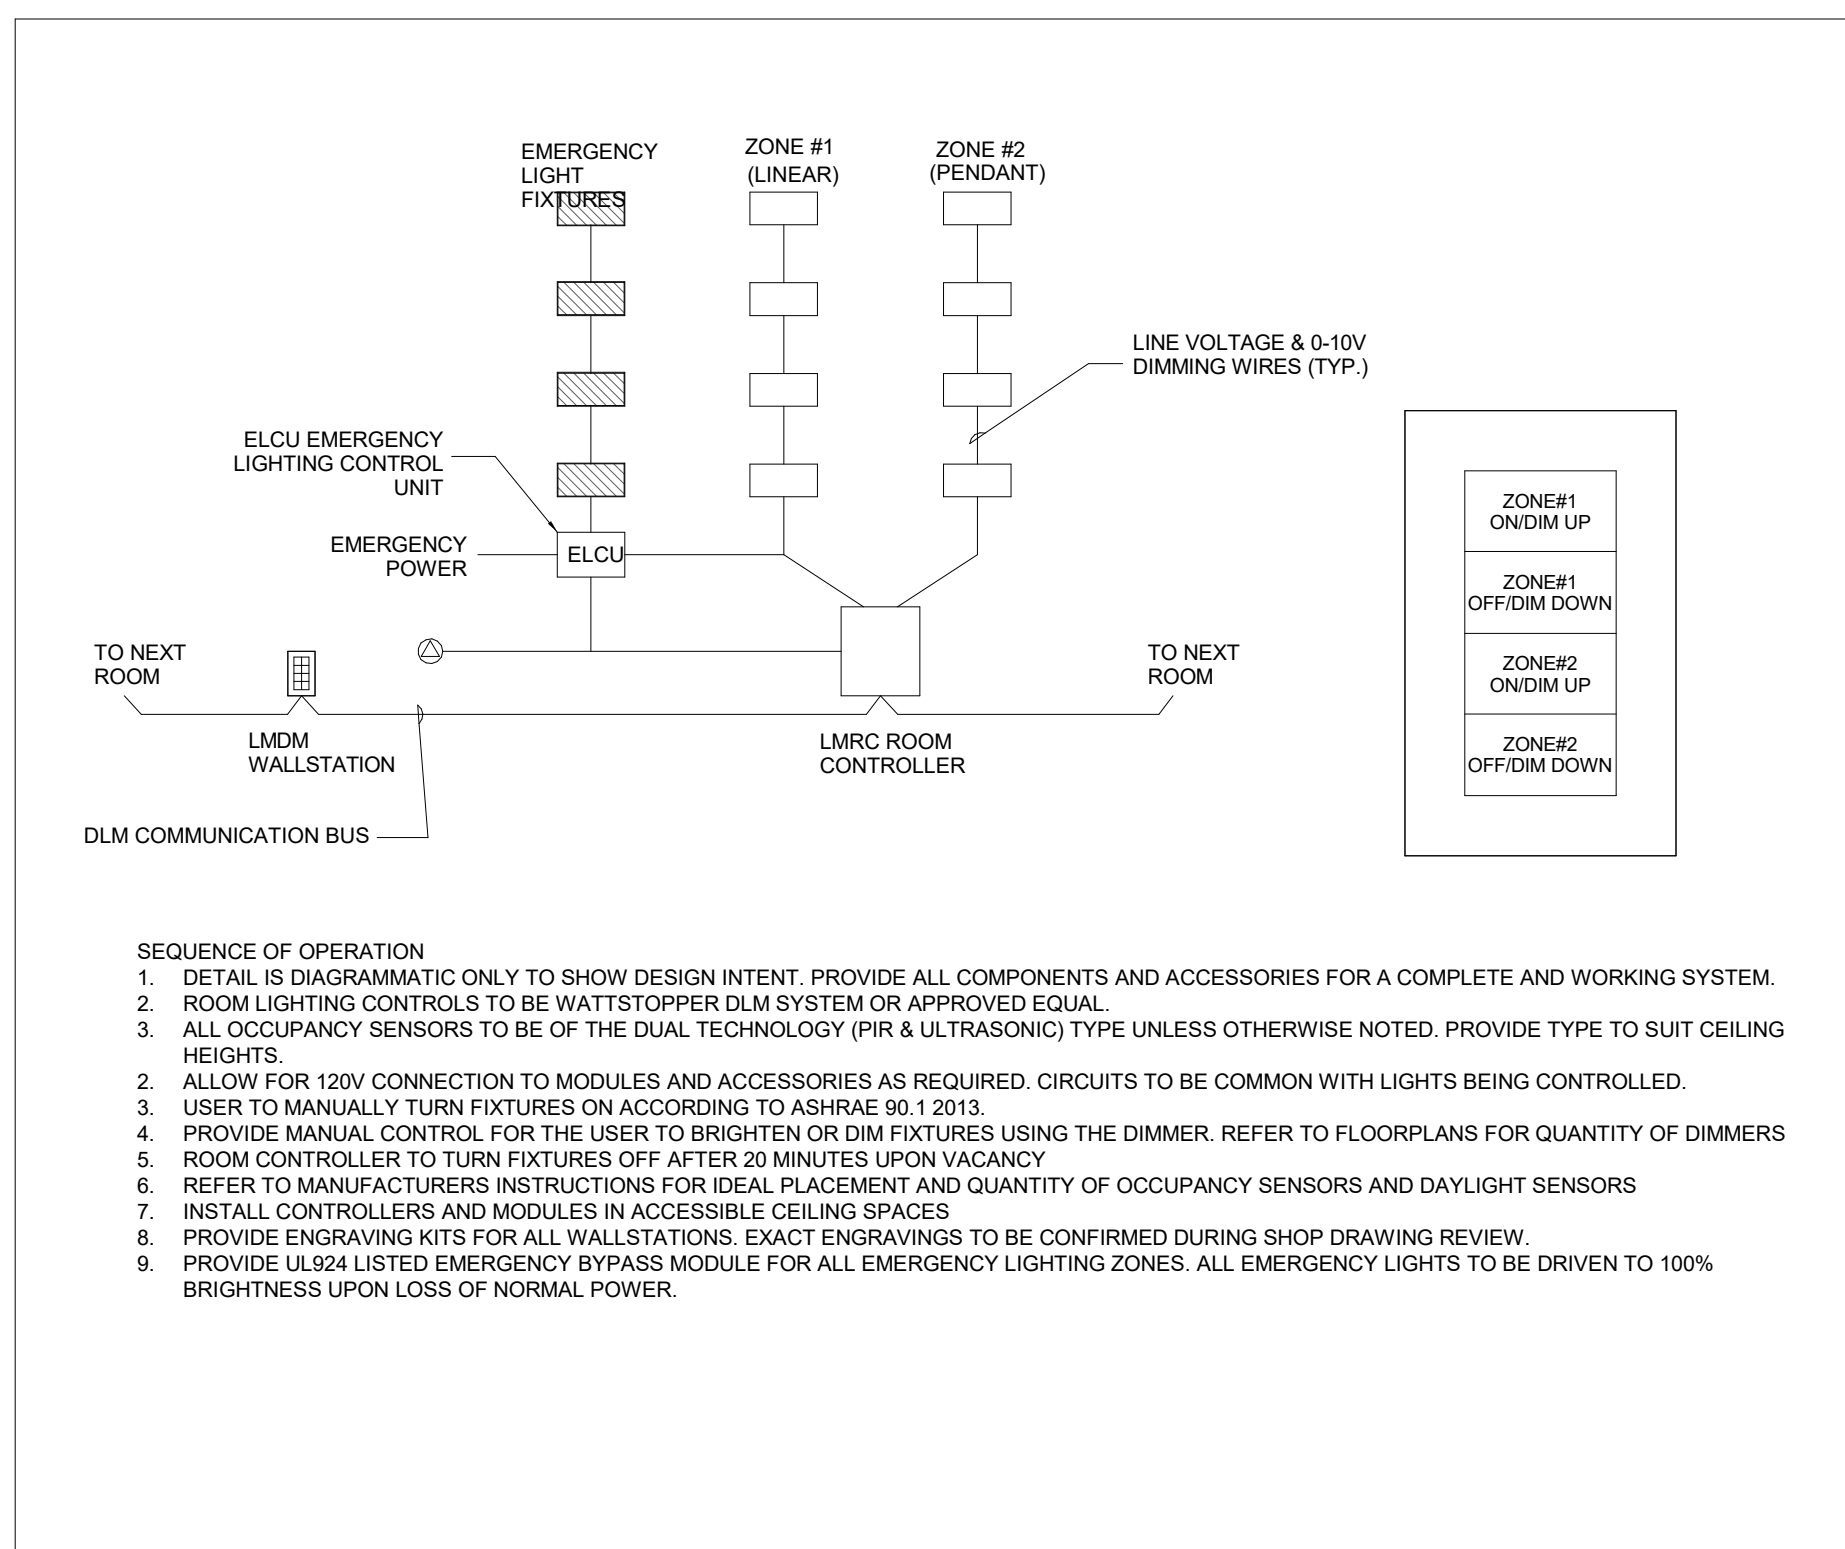 EMERGENCY
LIGHT
FIXTURES
ZONE #1
(LINEAR)
ZONE #2
(PENDANT)
LINE VOLTAGE & 0-10V
DIMMING WIRES (TYP.)
ELCU EMERGENCY
LIGHTING CONTROL
UNIT
EMERGENCY
POWER
ELCU
TO NEXT
ROOM
TO NEXT
ROOM
LMDM
WALLSTATION
LMRC ROOM
CONTROLLER
DLM COMMUNICATION BUS
ZONE#1
ON/DIM UP
ZONE#1
OFF/DIM DOWN
ZONE#2
ON/DIM UP
ZONE#2
OFF/DIM DOWN
SEQUENCE OF OPERATION
1. DETAIL IS DIAGRAMMATIC ONLY TO SHOW DESIGN INTENT. PROVIDE ALL COMPONENTS AND ACCESSORIES FOR A COMPLETE AND WORKING SYSTEM.
2. ROOM LIGHTING CONTROLS TO BE WATTSTOPPER DLM SYSTEM OR APPROVED EQUAL.
3. ALL OCCUPANCY SENSORS TO BE OF THE DUAL TECHNOLOGY (PIR & ULTRASONIC) TYPE UNLESS OTHERWISE NOTED. PROVIDE TYPE TO SUIT CEILING
HEIGHTS.
2. ALLOW FOR 120V CONNECTION TO MODULES AND ACCESSORIES AS REQUIRED. CIRCUITS TO BE COMMON WITH LIGHTS BEING CONTROLLED.
3. USER TO MANUALLY TURN FIXTURES ON ACCORDING TO ASHRAE 90.1 2013.
4. PROVIDE MANUAL CONTROL FOR THE USER TO BRIGHTEN OR DIM FIXTURES USING THE DIMMER. REFER TO FLOORPLANS FOR QUANTITY OF DIMMERS
5. ROOM CONTROLLER TO TURN FIXTURES OFF AFTER 20 MINUTES UPON VACANCY
6. REFER TO MANUFACTURERS INSTRUCTIONS FOR IDEAL PLACEMENT AND QUANTITY OF OCCUPANCY SENSORS AND DAYLIGHT SENSORS
7. INSTALL CONTROLLERS AND MODULES IN ACCESSIBLE CEILING SPACES
8. PROVIDE ENGRAVING KITS FOR ALL WALLSTATIONS. EXACT ENGRAVINGS TO BE CONFIRMED DURING SHOP DRAWING REVIEW.
9. PROVIDE UL924 LISTED EMERGENCY BYPASS MODULE FOR ALL EMERGENCY LIGHTING ZONES. ALL EMERGENCY LIGHTS TO BE DRIVEN TO 100%
BRIGHTNESS UPON LOSS OF NORMAL POWER.